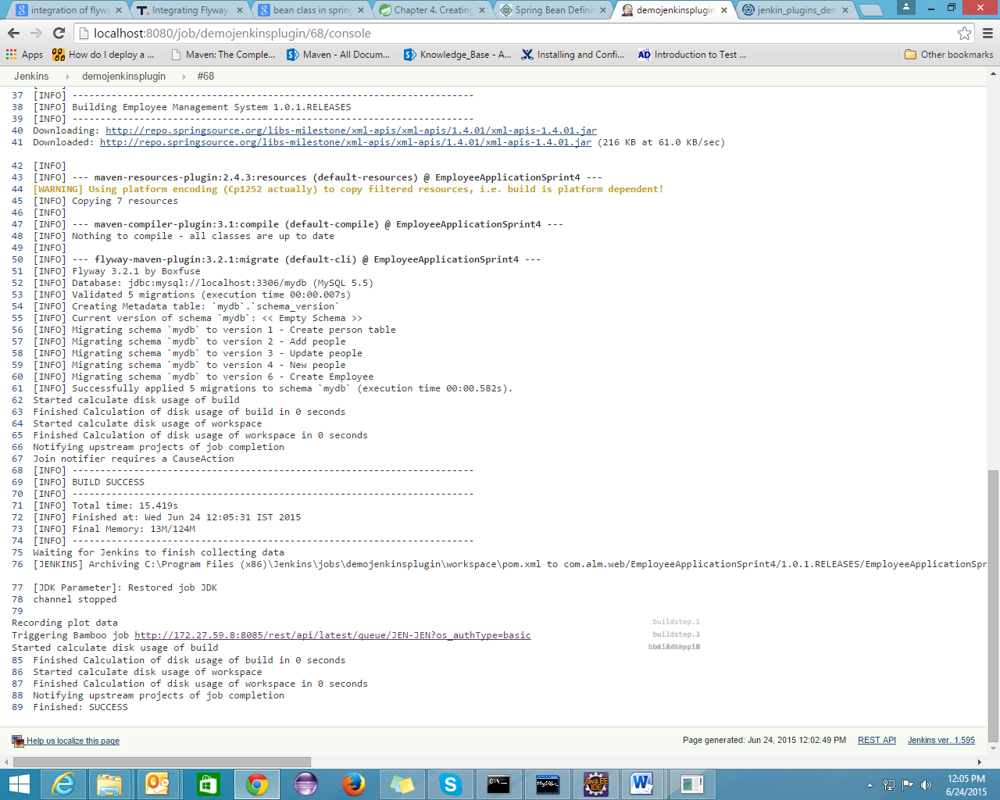 integration of flyw
Integrating Flyway
bean class in spring
Chapter 4. Creating
Spring Bean Defini
demojenkinsplugin
jenkin_plugins_dem
localhost:8080/job/demojenkinsplugin/68/console
Apps
How do I deploy a ...
Maven: The Comple...
Maven - All Docum...
Knowledge_Base - A...
Installing and Confi...
Introduction to Test ...
Other bookmarks
Jenkins
demojenkinsplugin
#68
37 [INFO] ------------------------------------------------------------------------
38 [INFO] Building Employee Management System 1.0.1.RELEASES
39 [INFO] ------------------------------------------------------------------------
40 Downloading: http://repo.springsource.org/libs-milestone/xml-apis/xml-apis/1.4.01/xml-apis-1.4.01.jar
41 Downloaded: http://repo.springsource.org/libs-milestone/xml-apis/xml-apis/1.4.01/xml-apis-1.4.01.jar (216 KB at 61.0 KB/sec)
42 [INFO]
43 [INFO] --- maven-resources-plugin:2.4.3:resources (default-resources) @ EmployeeApplicationSprint4 ---
44 [WARNING] Using platform encoding (Cp1252 actually) to copy filtered resources, i.e. build is platform dependent!
45 [INFO] Copying 7 resources
46 [INFO]
47 [INFO] --- maven-compiler-plugin:3.1:compile (default-compile) @ EmployeeApplicationSprint4 ---
48 [INFO] Nothing to compile - all classes are up to date
49 [INFO]
50 [INFO] --- flyway-maven-plugin:3.2.1:migrate (default-cli) @ EmployeeApplicationSprint4 ---
51 [INFO] Flyway 3.2.1 by Boxfuse
52 [INFO] Database: jdbc:mysql://localhost:3306/mydb (MySQL 5.5)
53 [INFO] Validated 5 migrations (execution time 00:00.007s)
54 [INFO] Creating Metadata table: `mydb`.`schema_version`
55 [INFO] Current version of schema `mydb`: << Empty Schema >>
56 [INFO] Migrating schema `mydb` to version 1 - Create person table
57 [INFO] Migrating schema `mydb` to version 2 - Add people
58 [INFO] Migrating schema `mydb` to version 3 - Update people
59 [INFO] Migrating schema `mydb` to version 4 - New people
60 [INFO] Migrating schema `mydb` to version 6 - Create Employee
61 [INFO] Successfully applied 5 migrations to schema `mydb` (execution time 00:00.582s).
62 Started calculate disk usage of build
63 Finished Calculation of disk usage of build in 0 seconds
64 Started calculate disk usage of workspace
65 Finished Calculation of disk usage of workspace in 0 seconds
66 Notifying upstream projects of job completion
67 Join notifier requires a CauseAction
68 [INFO] ------------------------------------------------------------------------
69 [INFO] BUILD SUCCESS
70 [INFO] ------------------------------------------------------------------------
71 [INFO] Total time: 15.419s
72 [INFO] Finished at: Wed Jun 24 12:05:31 IST 2015
73 [INFO] Final Memory: 13M/124M
74 [INFO] ------------------------------------------------------------------------
75 Waiting for Jenkins to finish collecting data
76 [JENKINS] Archiving C:\Program Files (x86)\Jenkins\jobs\demojenkinsplugin\workspace\pom.xml to com.alm.web/EmployeeApplicationSprint4/1.0.1.RELEASES/EmployeeApplicationSpr
77 [JDK Parameter]: Restored job JDK
78 channel stopped
79
Recording plot data buildstep.1
Triggering Bamboo job http://172.27.59.8:8085/rest/api/latest/queue/JEN-JEN?os_authType=basic
Started calculate disk usage of build
85 Finished Calculation of disk usage of build in 0 seconds
86 Started calculate disk usage of workspace
87 Finished Calculation of disk usage of workspace in 0 seconds
88 Notifying upstream projects of job completion
89 Finished: SUCCESS
Help us localize this page
Page generated: Jun 24, 2015 12:02:49 PM
REST API
Jenkins ver. 1.595
12:05 PM
6/24/2015